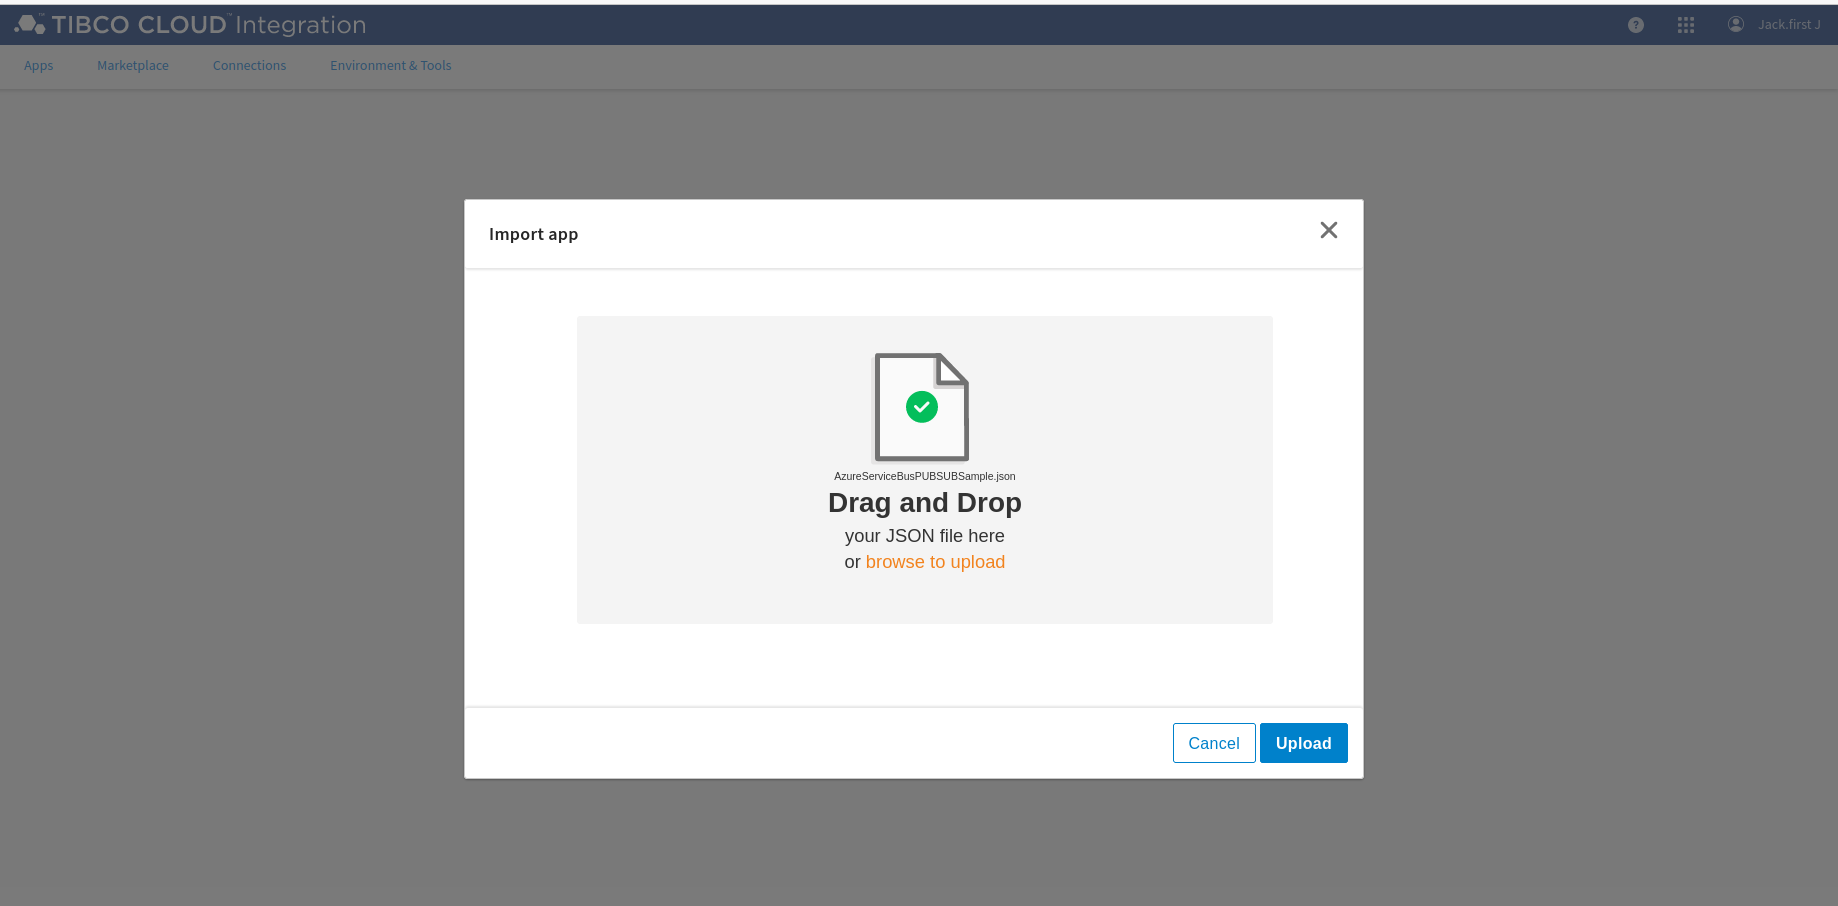 TIBCO CLOUD™ Integration
Jack.first J
Apps
Marketplace
Connections
Environment & Tools
Import app
AzureServiceBusPUBSUBSample.json
Drag and Drop
your JSON file here
or browse to upload
Cancel
Upload